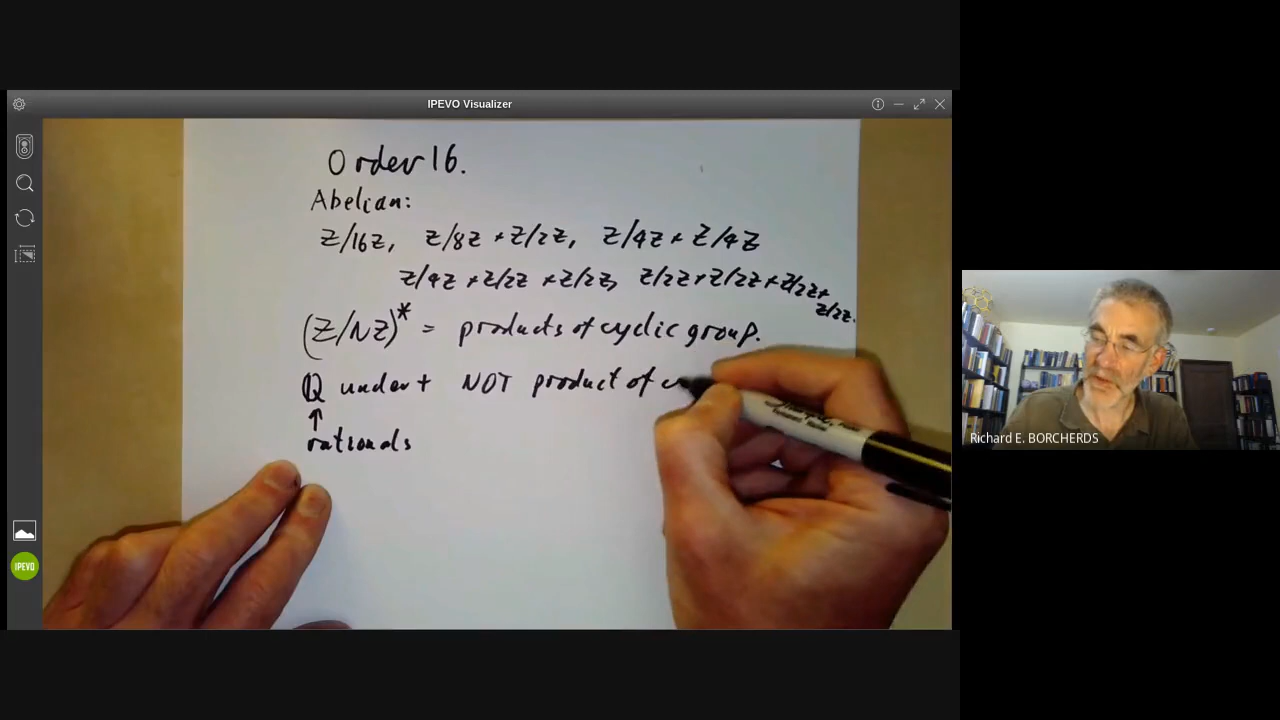 IPEVO Visualizer
Order 16.
Abelian:
Z/16Z, Z/8Z + Z/2Z, Z/4Z + Z/4Z
Z/4Z + Z/2Z + Z/2Z, Z/2Z + Z/2Z + Z/2Z +
Z/2Z.
(Z/NZ)* = products of cyclic group.
Q under + NOT product of
↑
rationals
IPEVO
Richard E. BORCHERDS